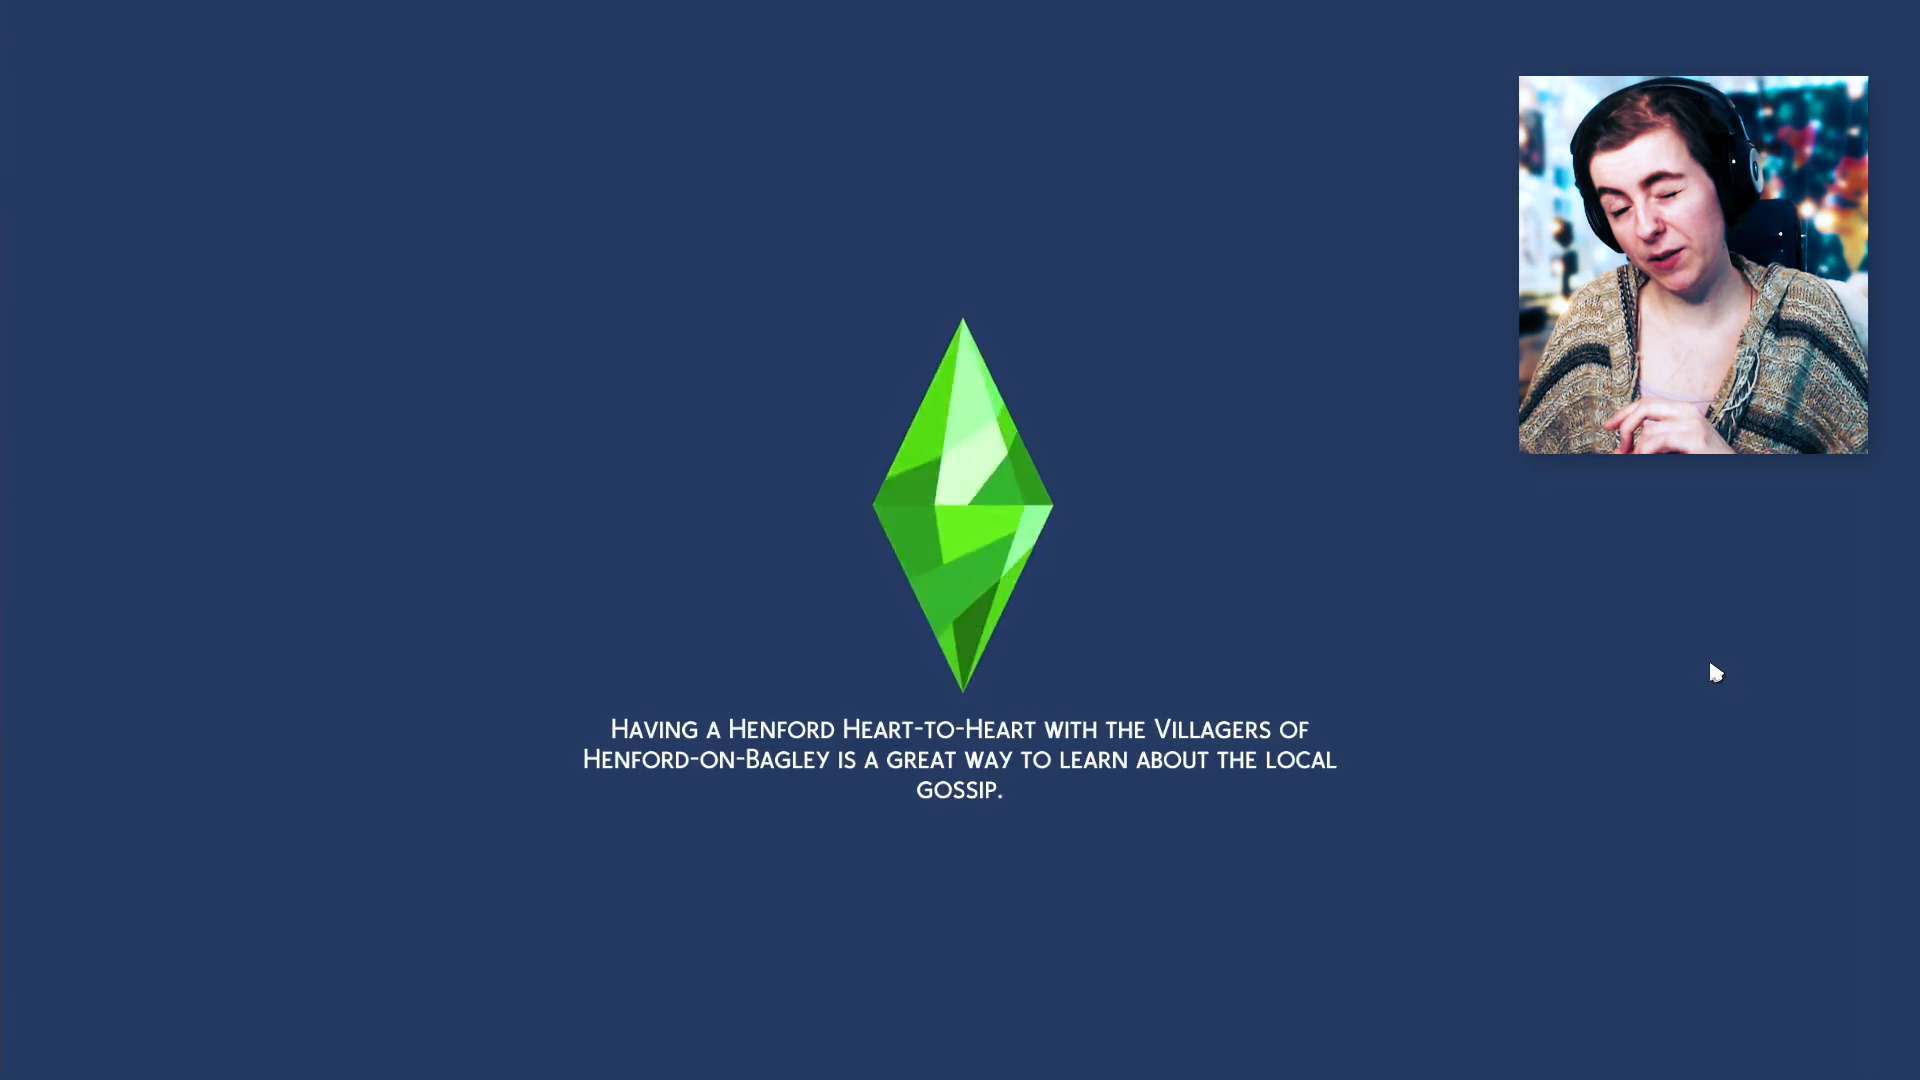 Having a Henford Heart-to-Heart with the Villagers of
Henford-on-Bagley is a great way to learn about the local
gossip.